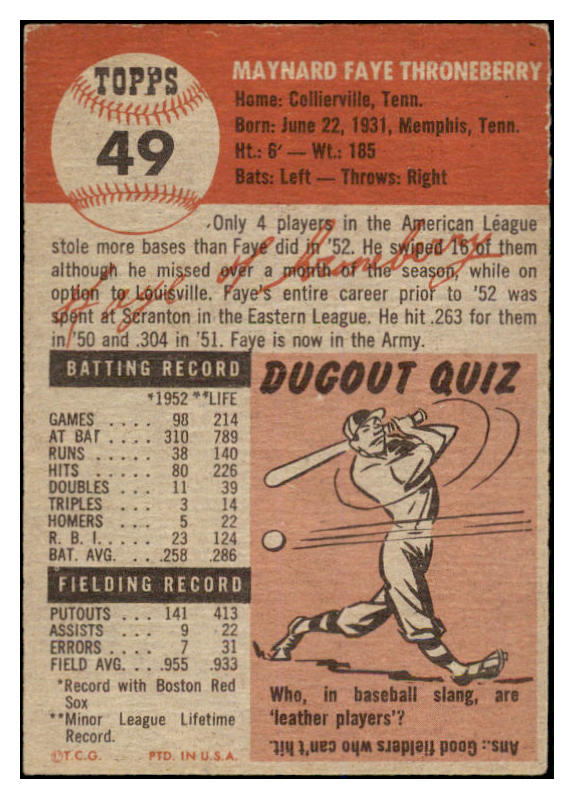 TOPPS
49
MAYNARD FAYE THRONEBERRY
Home: Collierville, Tenn.
Born: June 22, 1931, Memphis, Tenn.
Ht.: 6' — Wt.: 185
Bats: Left — Throws: Right
Only 4 players in the American League
stole more bases than Faye did in '52. He swiped 16 of them
although he missed over a month of the season, while on
option to Louisville. Faye's entire career prior to '52 was
spent at Scranton in the Eastern League. He hit .263 for them
in '50 and .304 in '51. Faye is now in the Army.
Faye Throneberry
BATTING RECORD
*1952 **LIFE
GAMES . . . . 98 214
AT BAT . . . . 310 789
RUNS . . . . . 38 140
HITS . . . . . 80 226
DOUBLES . . . 11 39
TRIPLES . . . 3 14
HOMERS . . . 5 22
R. B. I. . . . . 23 124
BAT. AVG. . . .258 .286
FIELDING RECORD
PUTOUTS . . . 141 413
ASSISTS . . . 9 22
ERRORS . . . . 7 31
FIELD AVG. . . .955 .933
*Record with Boston Red
Sox
**Minor League Lifetime
Record.
©T.C.G. PTD. IN U.S.A.
DUGOUT QUIZ
Who, in baseball slang, are
'leather players'?
Ans.: Good fielders who can't hit.